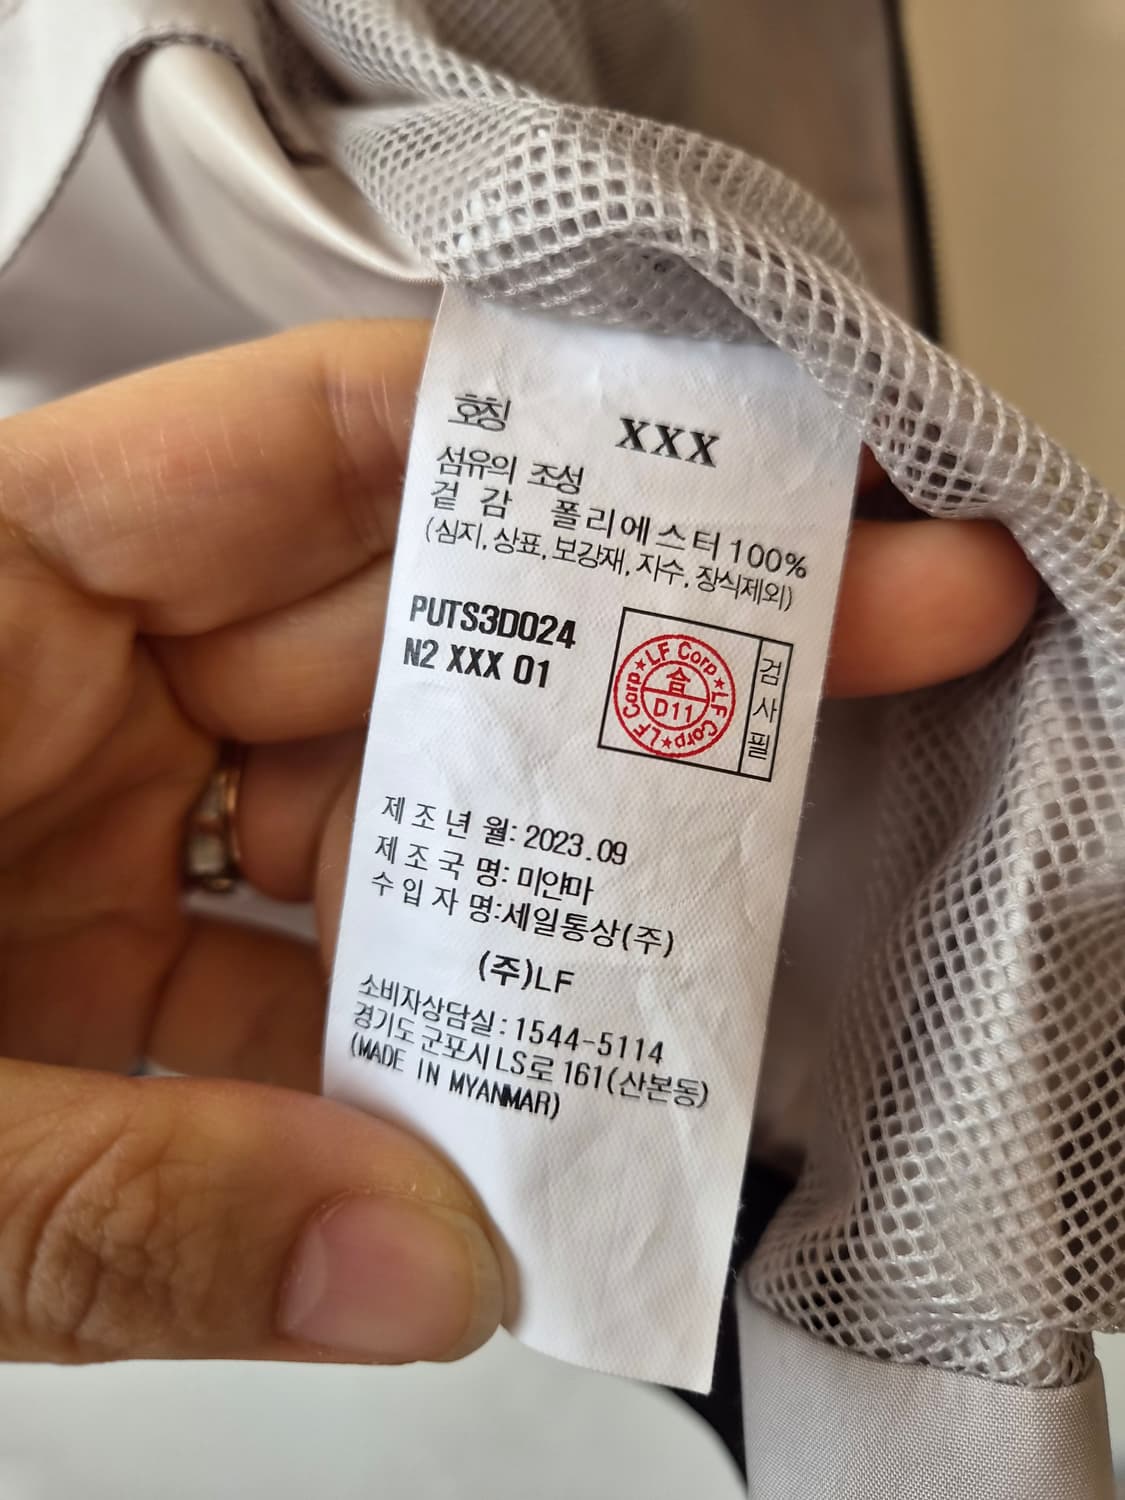 호칭 XXX
섬유의 조성
겉 감 폴리에스터 100%
(심지, 상표, 보강재, 자수, 장식제외)
PUTS3D024
N2 XXX 01
LF Corp★LF Corp★LF Corp★
合
D11
검사필
제 조 년 월: 2023.09
제 조 국 명: 미얀마
수 입 자 명:세일통상(주)
(주)LF
소비자상담실: 1544-5114
경기도 군포시 LS로 161(산본동)
(MADE IN MYANMAR)